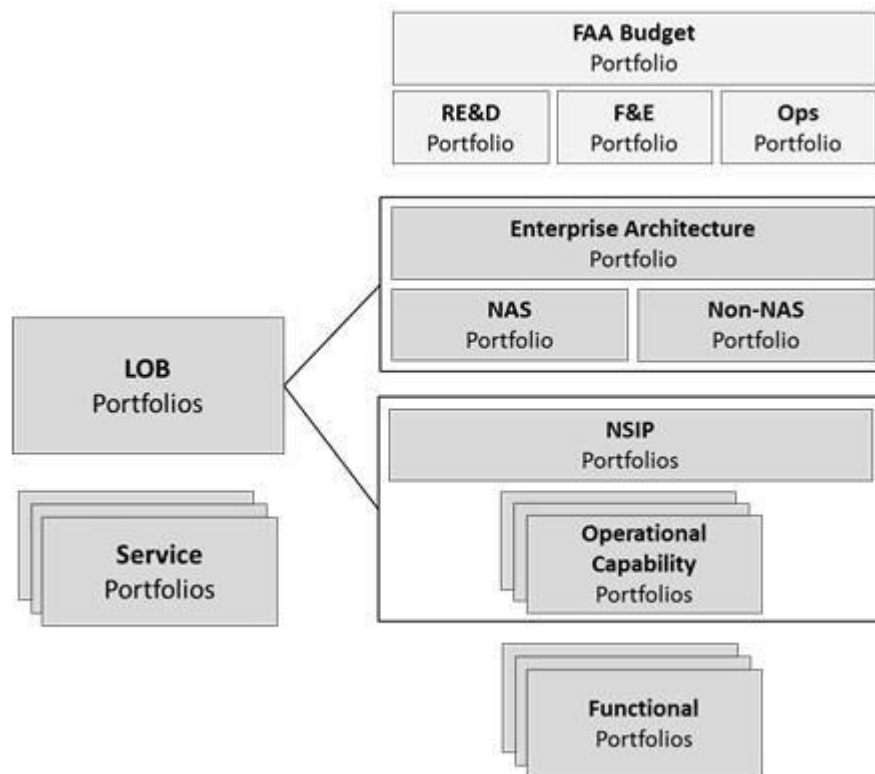 FAA Budget
Portfolio
RE&D
Portfolio
F&E
Portfolio
Ops
Portfolio
Enterprise Architecture
Portfolio
NAS
Portfolio
Non-NAS
Portfolio
LOB
Portfolios
NSIP
Portfolios
Service
Portfolios
Operational
Capability
Portfolios
Functional
Portfolios